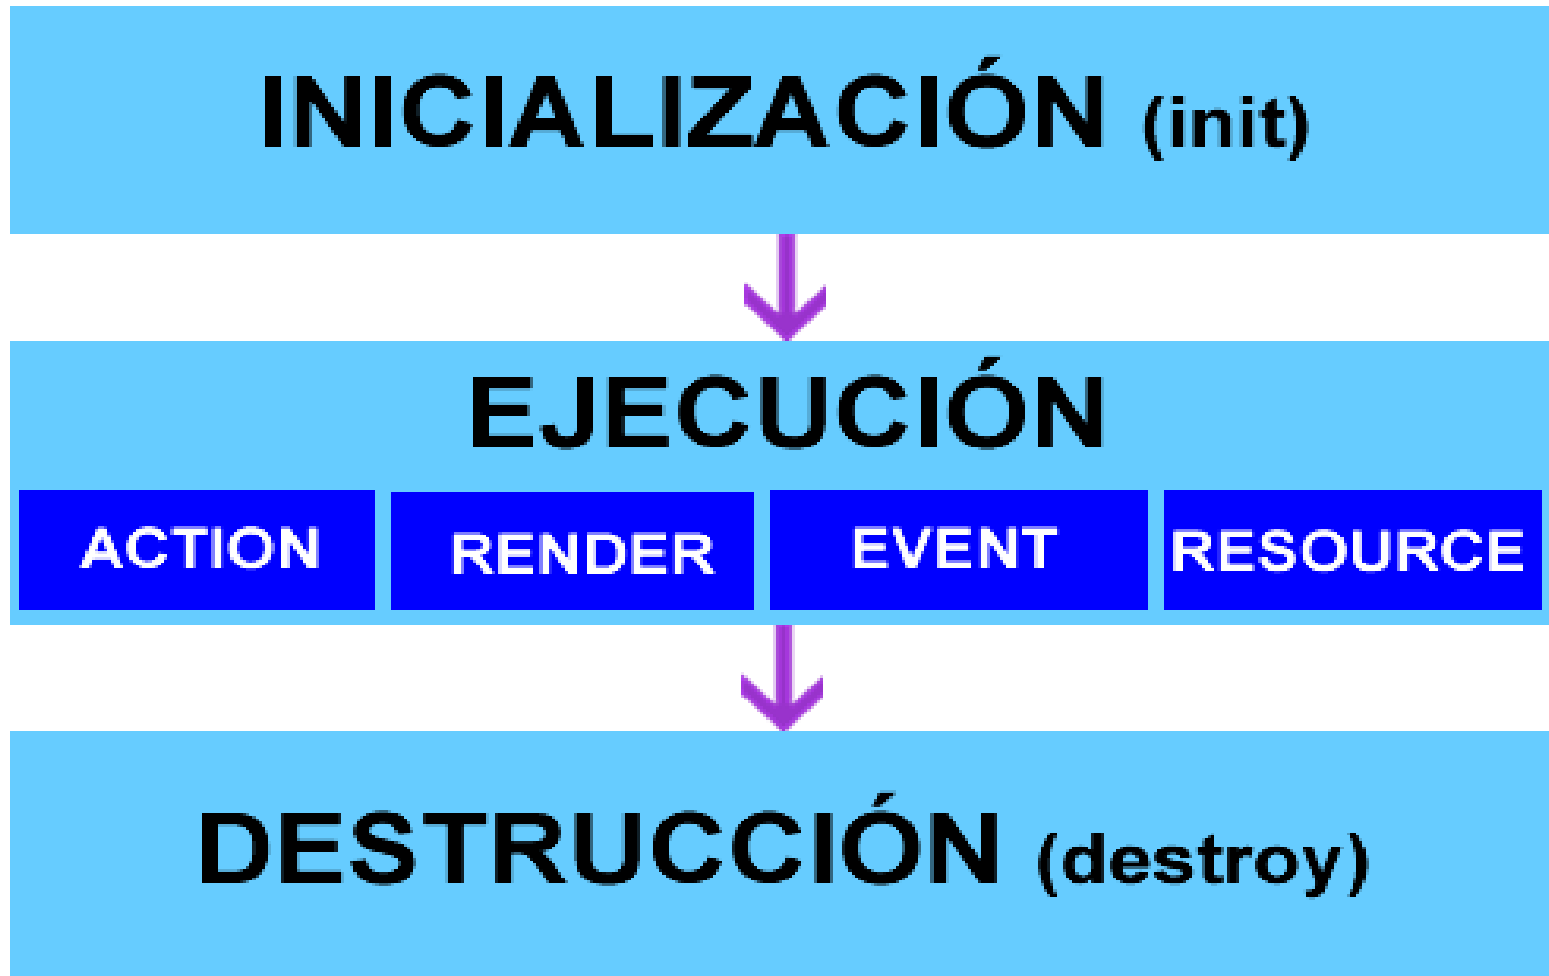 INICIALIZACIÓN (init)
EJECUCIÓN
ACTION RENDER EVENT RESOURCE
DESTRUCCIÓN (destroy)